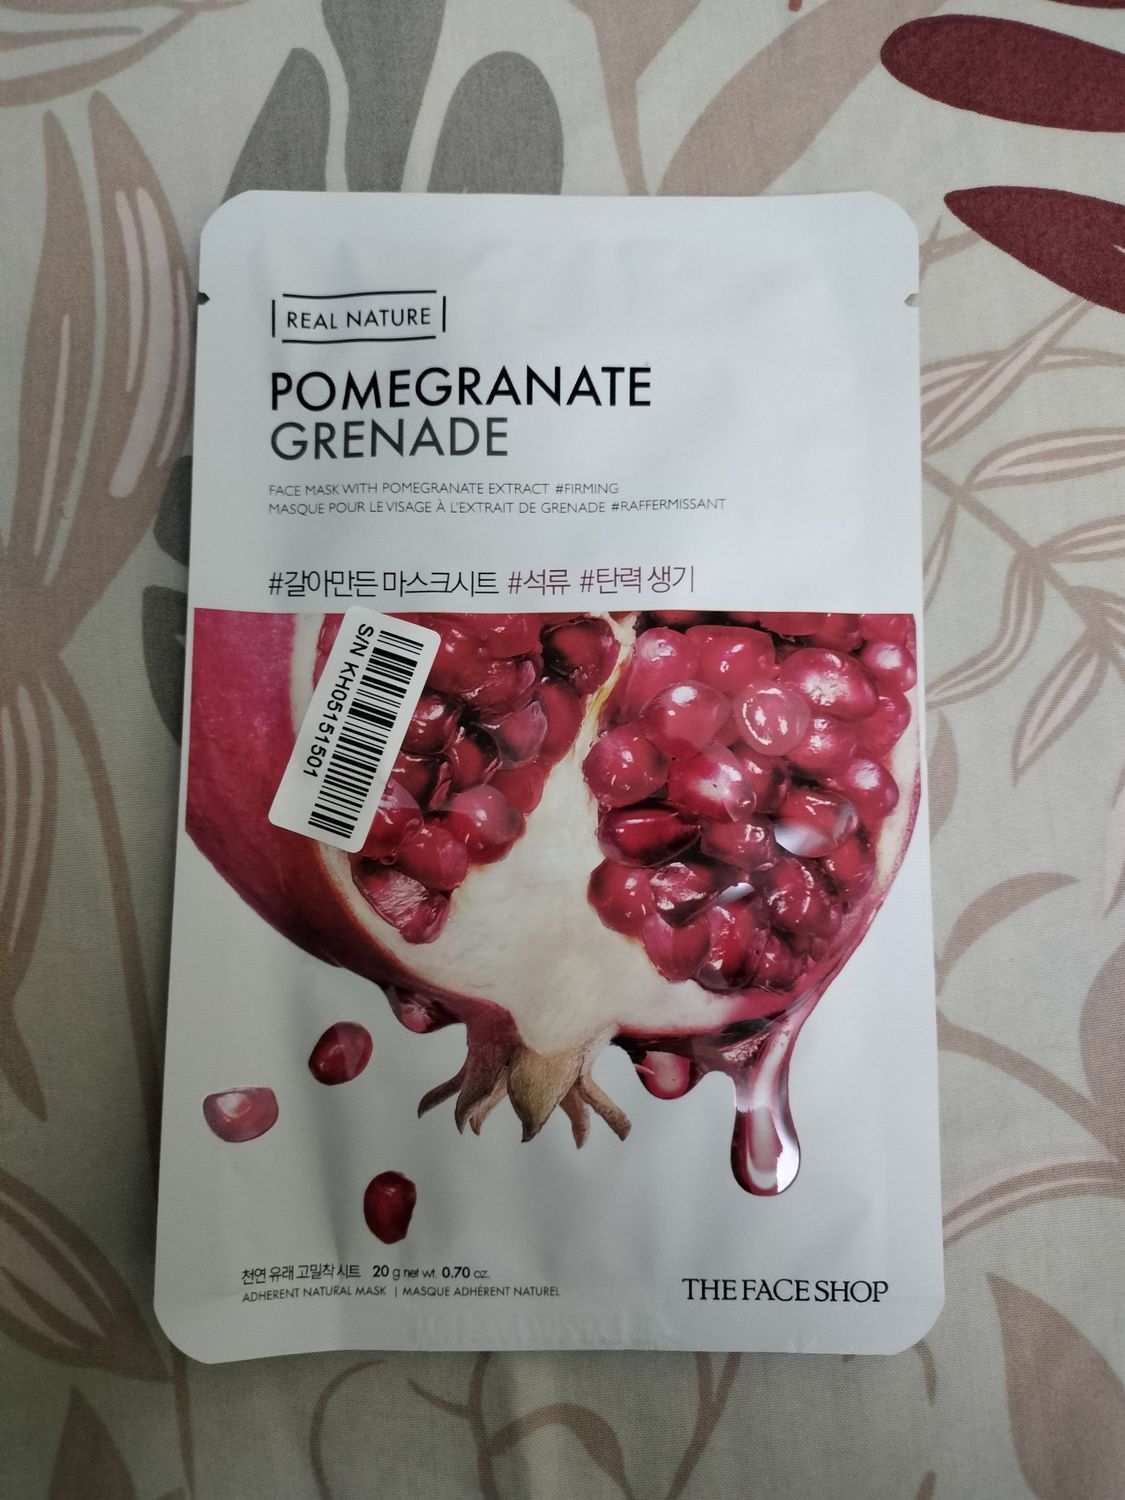 REAL NATURE
POMEGRANATE
GRENADE
FACE MASK WITH POMEGRANATE EXTRACT #FIRMING
MASQUE POUR LE VISAGE À L'EXTRAIT DE GRENADE #RAFFERMISSANT
#갈아만든 마스크시트 #석류 #탄력 생기
S/N KH05151501
천연 유래 고밀착 시트 20 g net wt. 0.70 oz.
ADHERENT NATURAL MASK | MASQUE ADHÉRENT NATUREL
THE FACE SHOP